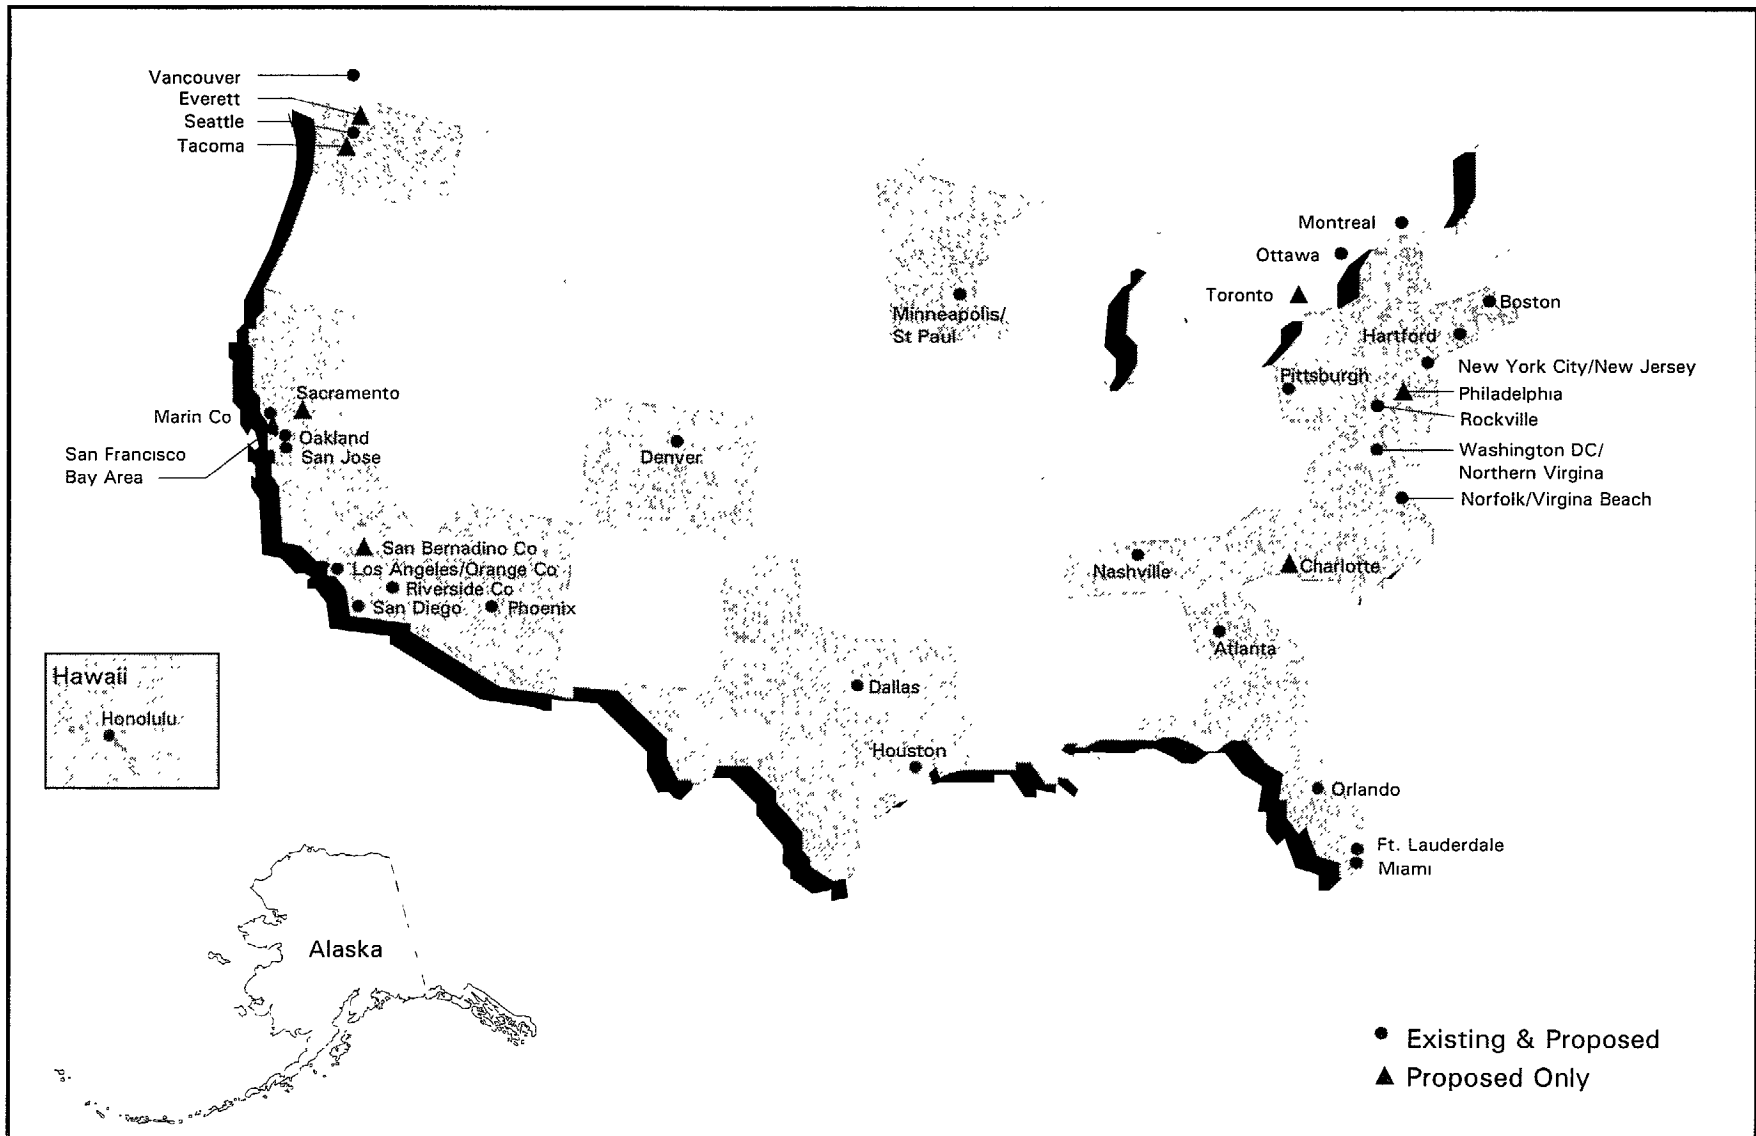 Vancouver
Everett
Seattle
Tacoma
Montreal
Ottawa
Toronto
Boston
Minneapolis/
St Paul
Hartford
New York City/New Jersey
Pittsburgh
Philadelphia
Rockville
Sacramento
Marin Co
Oakland
San Jose
San Francisco
Bay Area
Denver
Washington DC/
Northern Virgina
Norfolk/Virgina Beach
San Bernadino Co
Los Angeles/Orange Co
Riverside Co
San Diego
Phoenix
Nashville
Charlotte
Atlanta
Hawaii
Honolulu
Dallas
Houston
Orlando
Ft. Lauderdale
Miami
Alaska
Existing & Proposed
Proposed Only